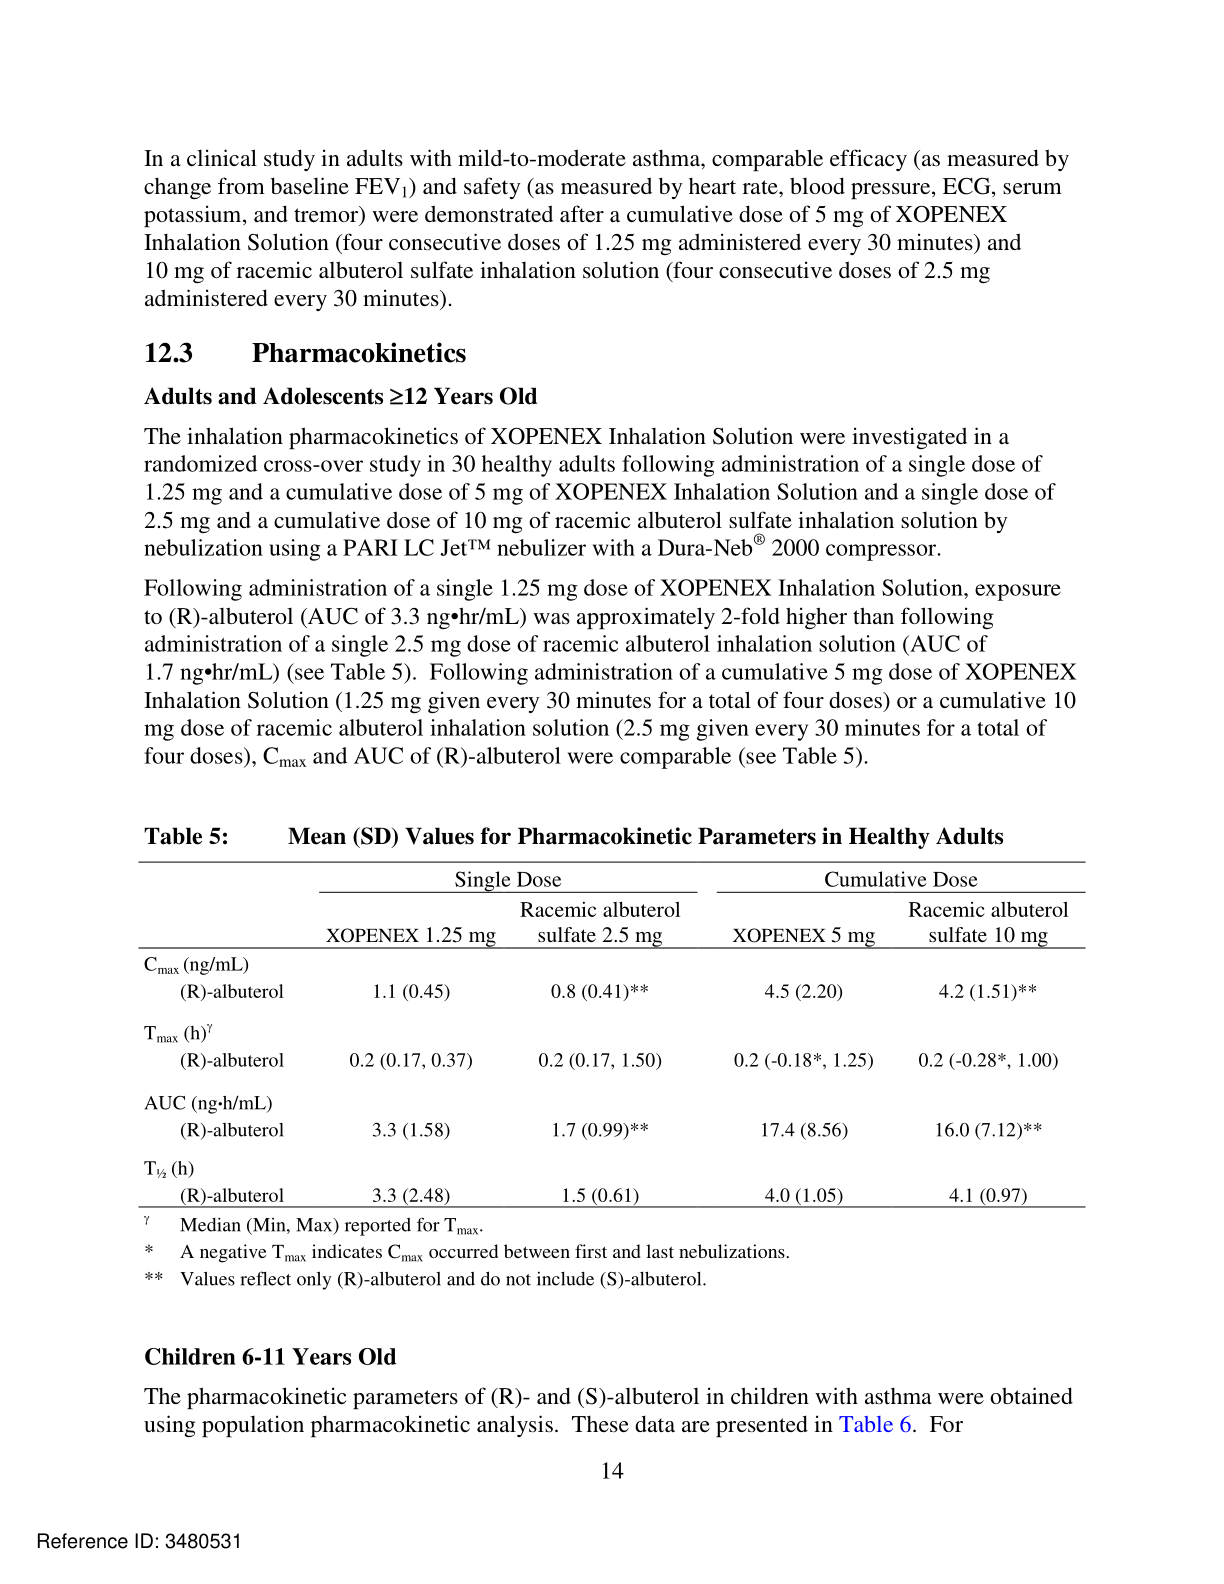 In a clinical study in adults with mild-to-moderate asthma, comparable efficacy (as measured by
change from baseline FEV₁) and safety (as measured by heart rate, blood pressure, ECG, serum
potassium, and tremor) were demonstrated after a cumulative dose of 5 mg of XOPENEX
Inhalation Solution (four consecutive doses of 1.25 mg administered every 30 minutes) and
10 mg of racemic albuterol sulfate inhalation solution (four consecutive doses of 2.5 mg
administered every 30 minutes).
12.3 Pharmacokinetics
Adults and Adolescents ≥12 Years Old
The inhalation pharmacokinetics of XOPENEX Inhalation Solution were investigated in a
randomized cross-over study in 30 healthy adults following administration of a single dose of
1.25 mg and a cumulative dose of 5 mg of XOPENEX Inhalation Solution and a single dose of
2.5 mg and a cumulative dose of 10 mg of racemic albuterol sulfate inhalation solution by
nebulization using a PARI LC Jet™ nebulizer with a Dura-Neb® 2000 compressor.
Following administration of a single 1.25 mg dose of XOPENEX Inhalation Solution, exposure
to (R)-albuterol (AUC of 3.3 ng•hr/mL) was approximately 2-fold higher than following
administration of a single 2.5 mg dose of racemic albuterol inhalation solution (AUC of
1.7 ng•hr/mL) (see Table 5). Following administration of a cumulative 5 mg dose of XOPENEX
Inhalation Solution (1.25 mg given every 30 minutes for a total of four doses) or a cumulative 10
mg dose of racemic albuterol inhalation solution (2.5 mg given every 30 minutes for a total of
four doses), Cmax and AUC of (R)-albuterol were comparable (see Table 5).
Table 5: Mean (SD) Values for Pharmacokinetic Parameters in Healthy Adults
Single Dose Cumulative Dose
Racemic albuterol Racemic albuterol
XOPENEX 1.25 mg sulfate 2.5 mg XOPENEX 5 mg sulfate 10 mg
Cmax (ng/mL)
(R)-albuterol 1.1 (0.45) 0.8 (0.41)** 4.5 (2.20) 4.2 (1.51)**
Tmax (h)γ
(R)-albuterol 0.2 (0.17, 0.37) 0.2 (0.17, 1.50) 0.2 (-0.18*, 1.25) 0.2 (-0.28*, 1.00)
AUC (ng•h/mL)
(R)-albuterol 3.3 (1.58) 1.7 (0.99)** 17.4 (8.56) 16.0 (7.12)**
T½ (h)
(R)-albuterol 3.3 (2.48) 1.5 (0.61) 4.0 (1.05) 4.1 (0.97)
γ Median (Min, Max) reported for Tmax.
* A negative Tmax indicates Cmax occurred between first and last nebulizations.
** Values reflect only (R)-albuterol and do not include (S)-albuterol.
Children 6-11 Years Old
The pharmacokinetic parameters of (R)- and (S)-albuterol in children with asthma were obtained
using population pharmacokinetic analysis. These data are presented in Table 6. For
14
Reference ID: 3480531